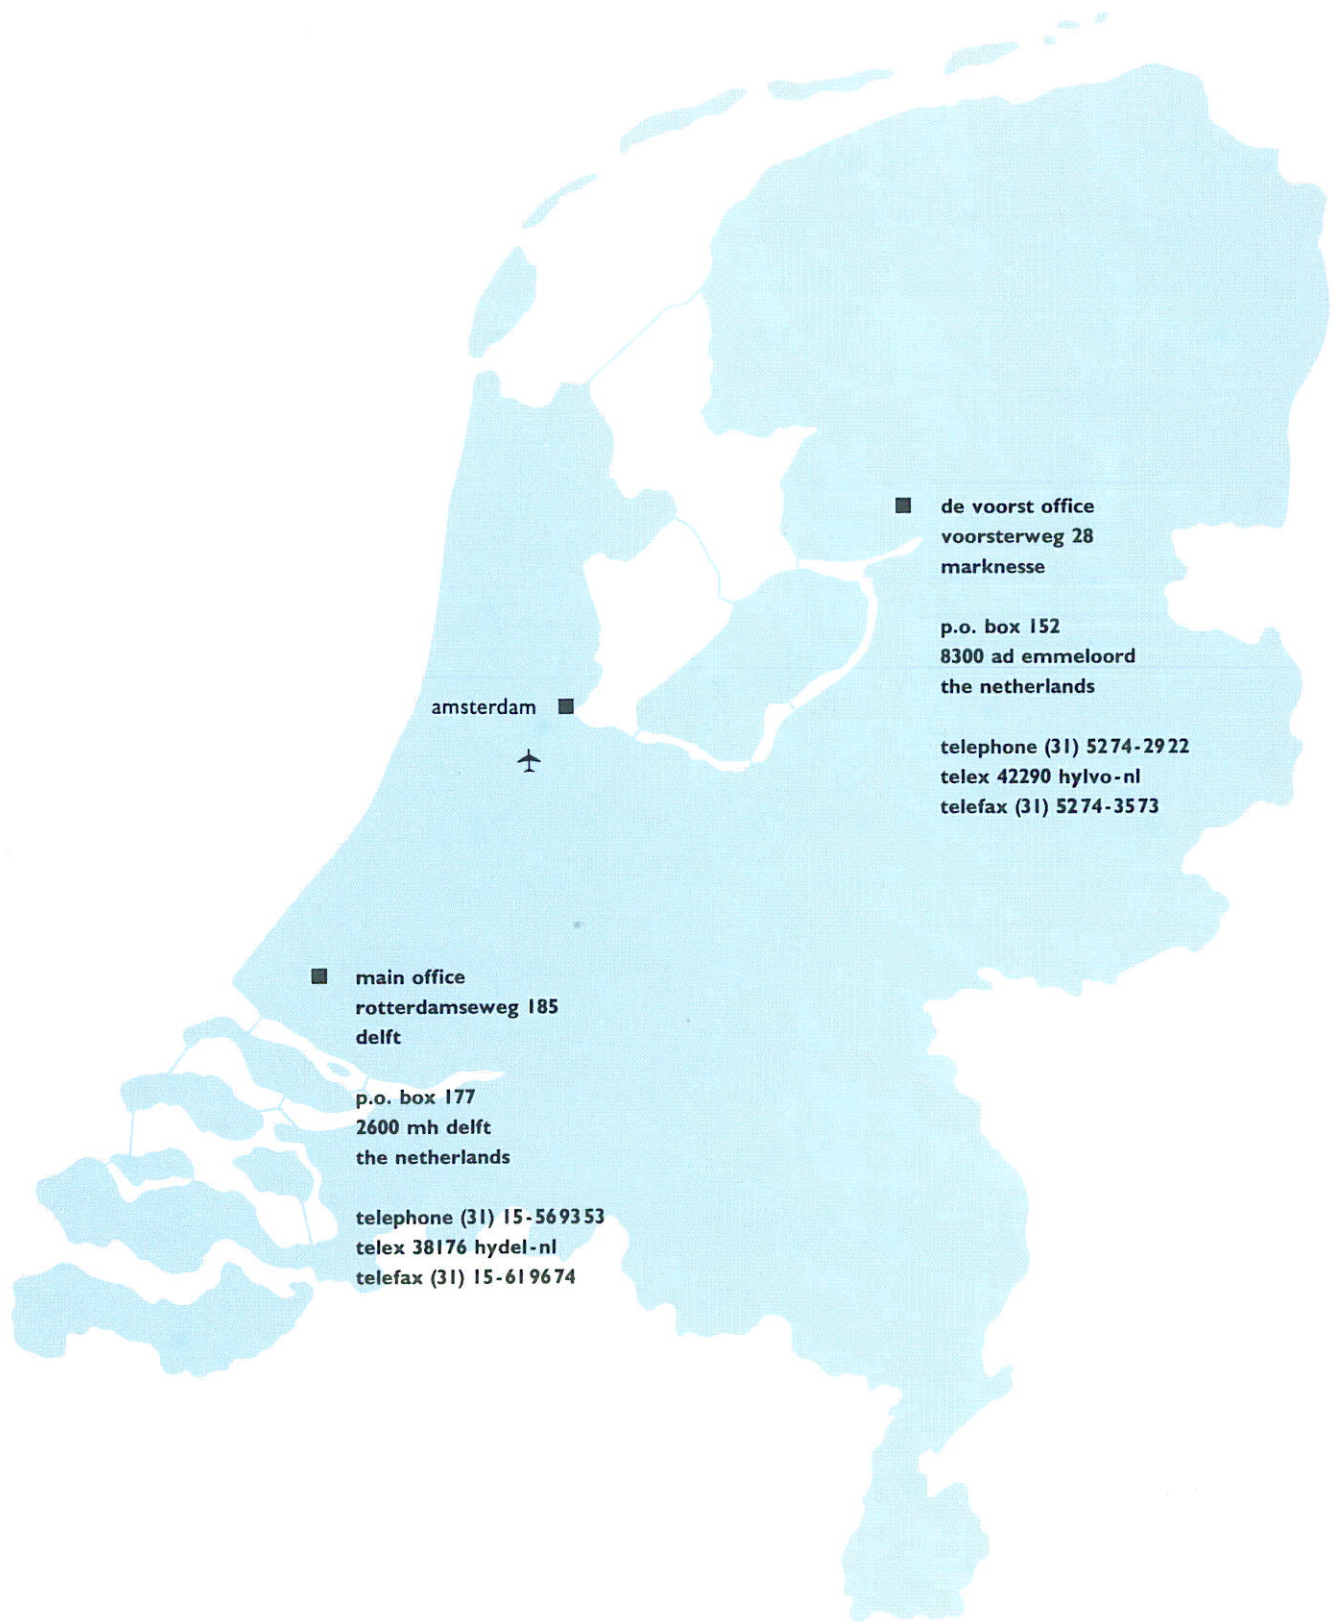 de voorst office
voorsterweg 28
marknesse
p.o. box 152
8300 ad emmeloord
the netherlands
telephone (31) 5274-2922
telex 42290 hylvo-nl
telefax (31) 5274-3573
amsterdam
main office
rotterdamseweg 185
delft
p.o. box 177
2600 mh delft
the netherlands
telephone (31) 15-569353
telex 38176 hydel-nl
telefax (31) 15-619674